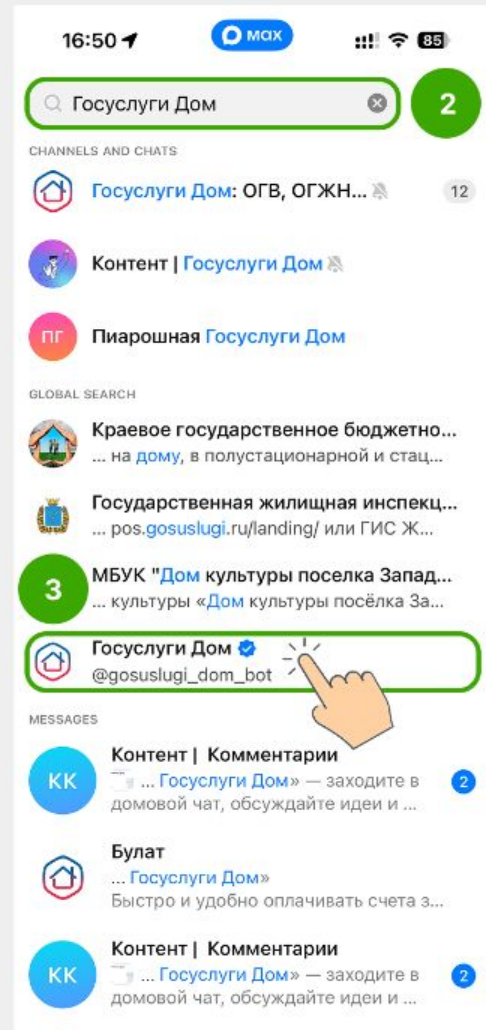 16:50
max
85
Госуслуги Дом
2
CHANNELS AND CHATS
Госуслуги Дом: ОГВ, ОГЖН...
12
Контент | Госуслуги Дом
ПГ
Пиарошная Госуслуги Дом
GLOBAL SEARCH
Краевое государственное бюджетно...
... на дому, в полустационарной и стац...
Государственная жилищная инспекц...
... pos.gosuslugi.ru/landing/ или ГИС Ж...
3
МБУК "Дом культуры поселка Запад...
... культуры «Дом культуры посёлка За...
Госуслуги Дом
@gosuslugi_dom_bot
MESSAGES
КК
Контент | Комментарии
... Госуслуги Дом» — заходите в
домовой чат, обсуждайте идеи и ...
2
Булат
... Госуслуги Дом»
Быстро и удобно оплачивать счета з...
КК
Контент | Комментарии
... Госуслуги Дом» — заходите в
домовой чат, обсуждайте идеи и ...
2